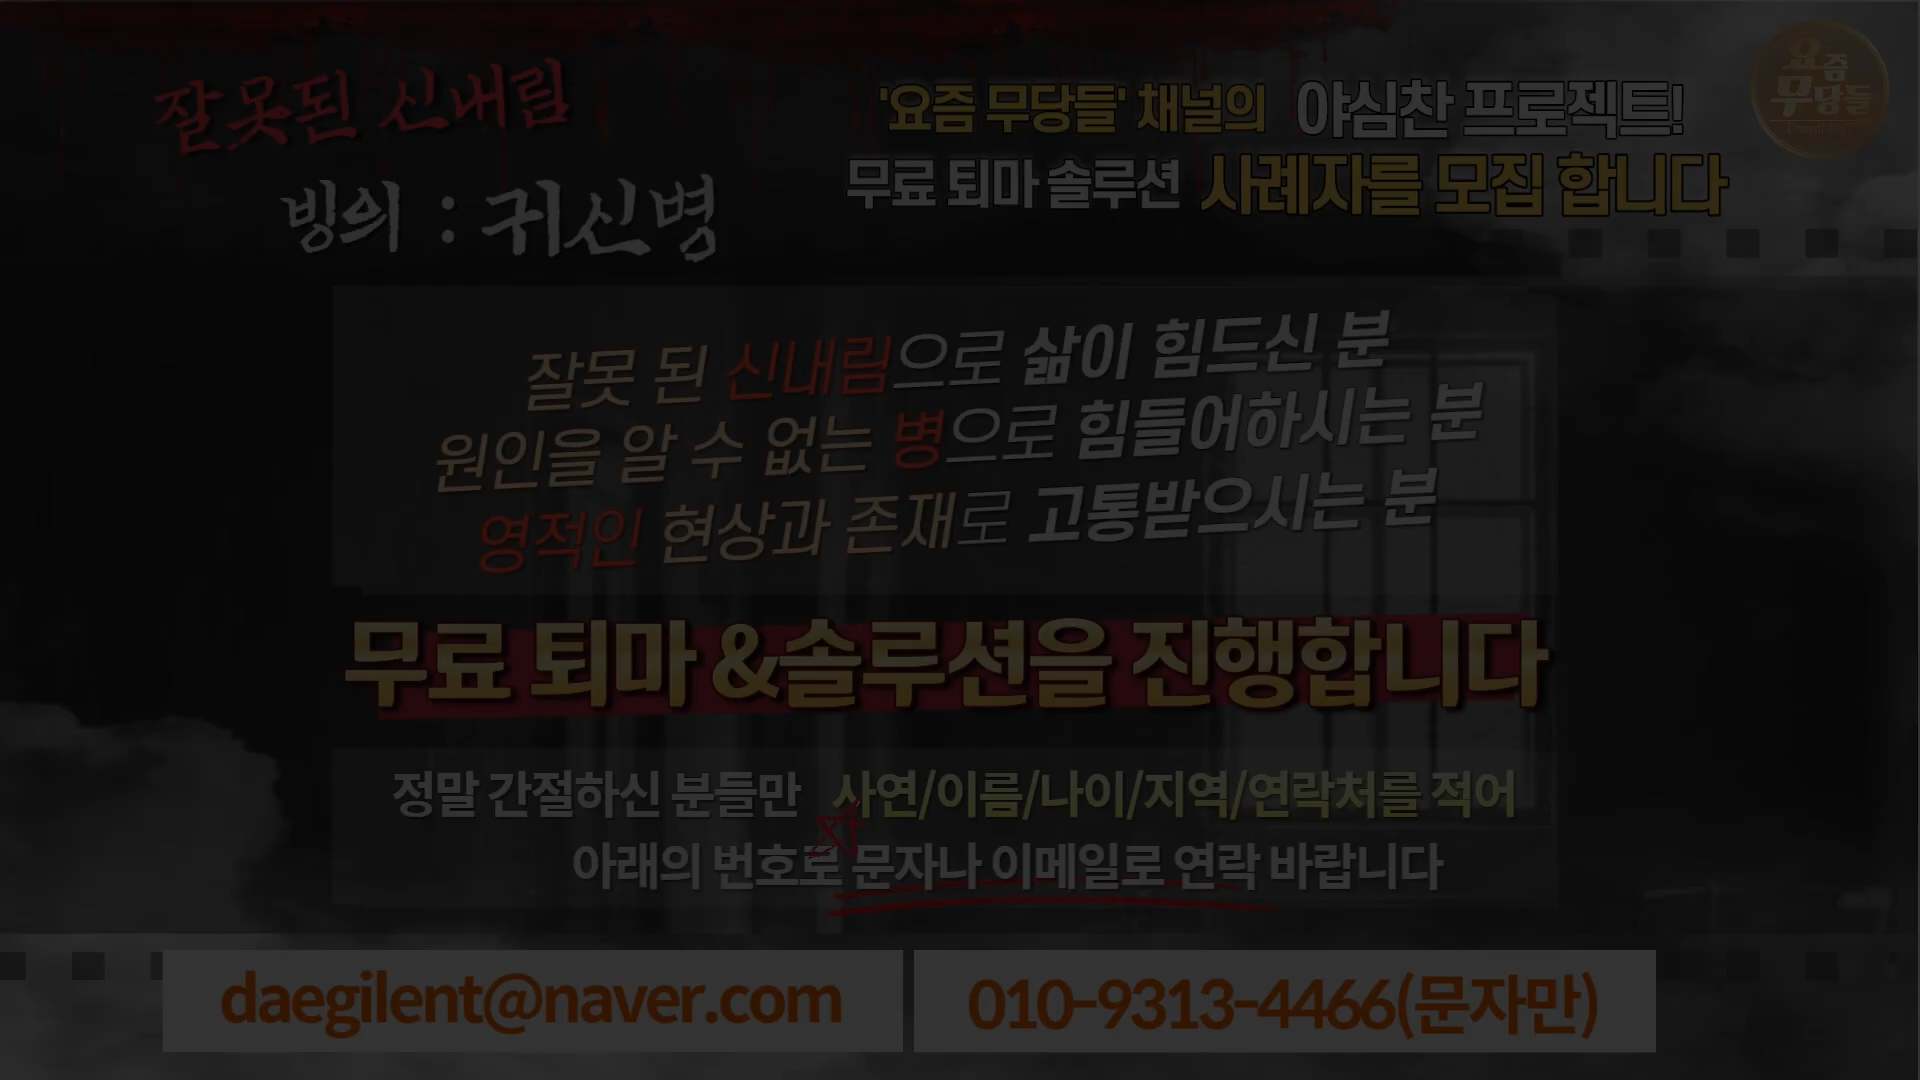 잘못된 신내림
빙의 : 귀신병
'요즘 무당들' 채널의 야심찬 프로젝트!
무료 퇴마 솔루션 사례자를 모집 합니다
요즘
무당들
잘못 된 신내림으로 삶이 힘드신 분
원인을 알 수 없는 병으로 힘들어하시는 분
영적인 현상과 존재로 고통받으시는 분
무료 퇴마 &솔루션을 진행합니다
정말 간절하신 분들만 사연/이름/나이/지역/연락처를 적어
아래의 번호로 문자나 이메일로 연락 바랍니다
daegilent@naver.com
010-9313-4466(문자만)